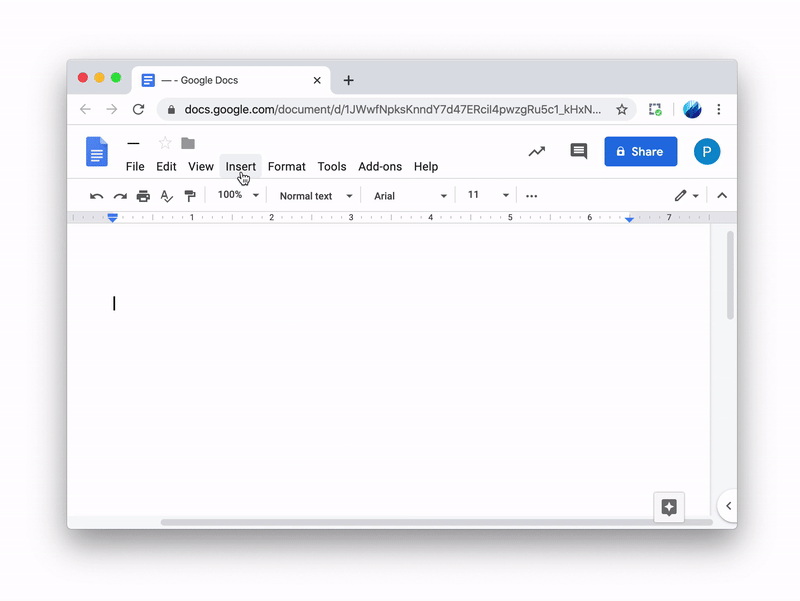 — - Google Docs
docs.google.com/document/d/1JWwfNpksKnndY7d47ERcil4pwzgRu5c1_kHxN...
—
Share
P
File Edit View Insert Format Tools Add-ons Help
100% Normal text Arial 11
1 2 3 4 5 6 7